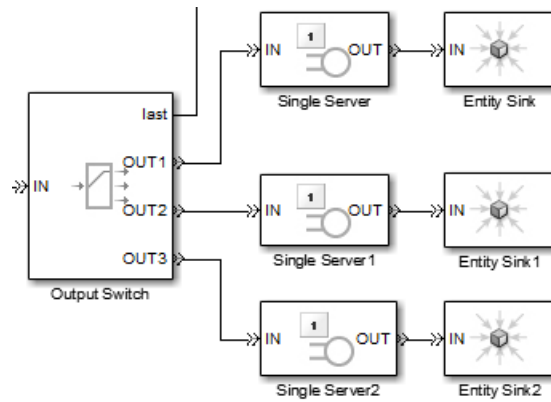 1
IN
OUT
IN
Single Server
Entity Sink
last
OUT1
IN
OUT2
OUT3
Output Switch
1
IN
OUT
IN
Single Server1
Entity Sink1
1
IN
OUT
IN
Single Server2
Entity Sink2